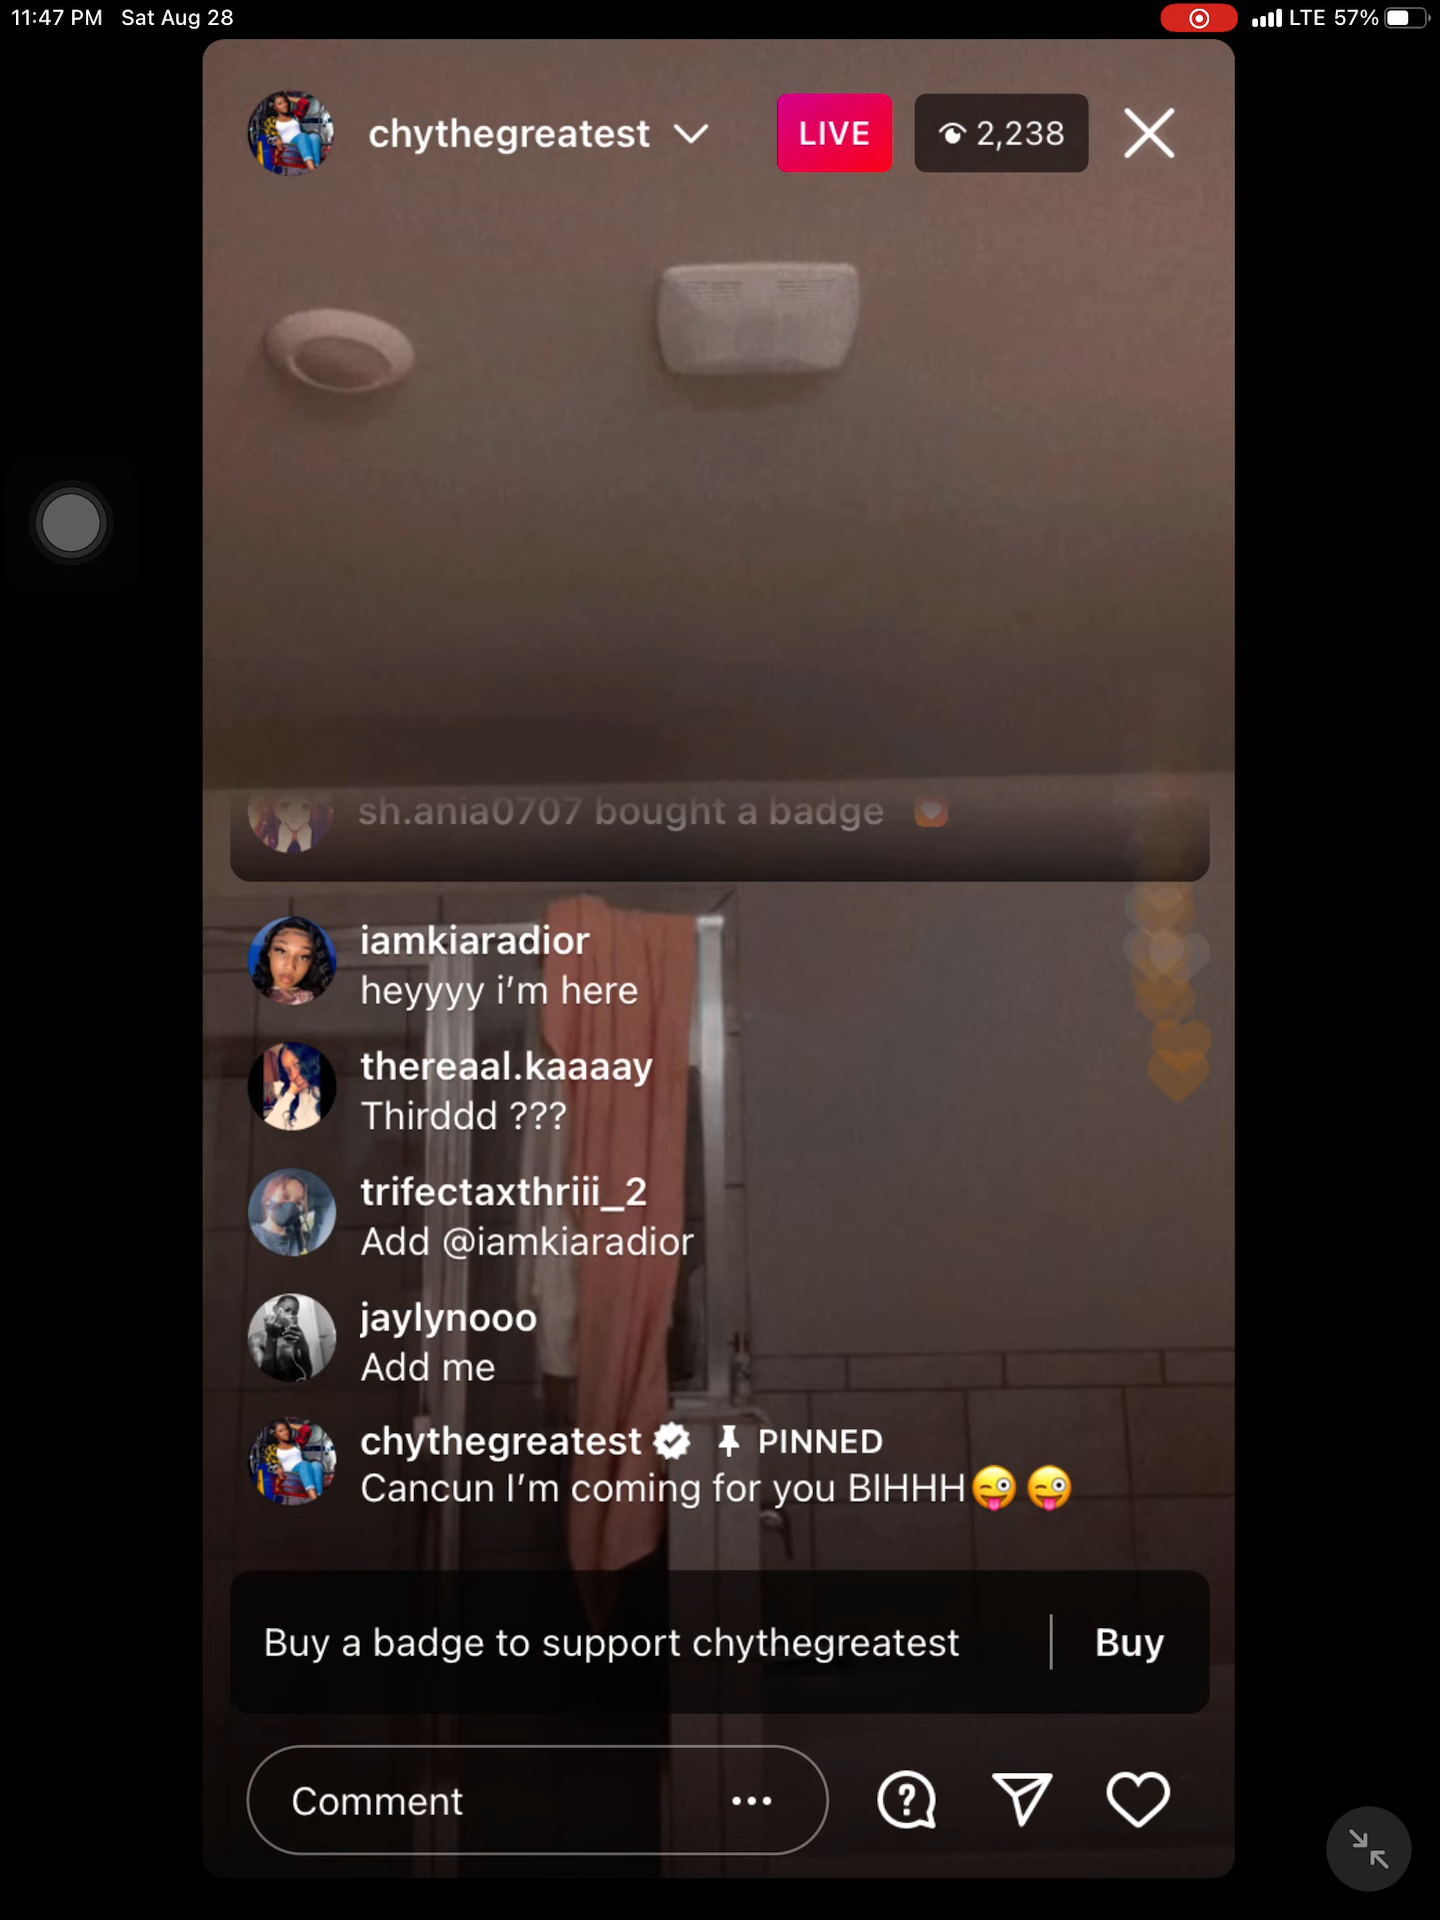 11:47 PM Sat Aug 28
LTE 57%
chythegreatest
LIVE
2,238
sh.ania0707 bought a badge
iamkiaradior
heyyyy i’m here
thereaal.kaaaay
Thirddd ???
trifectaxthriii_2
Add @iamkiaradior
jaylynooo
Add me
chythegreatest PINNED
Cancun I’m coming for you BIHHH😜😜
Buy a badge to support chythegreatest | Buy
Comment ...